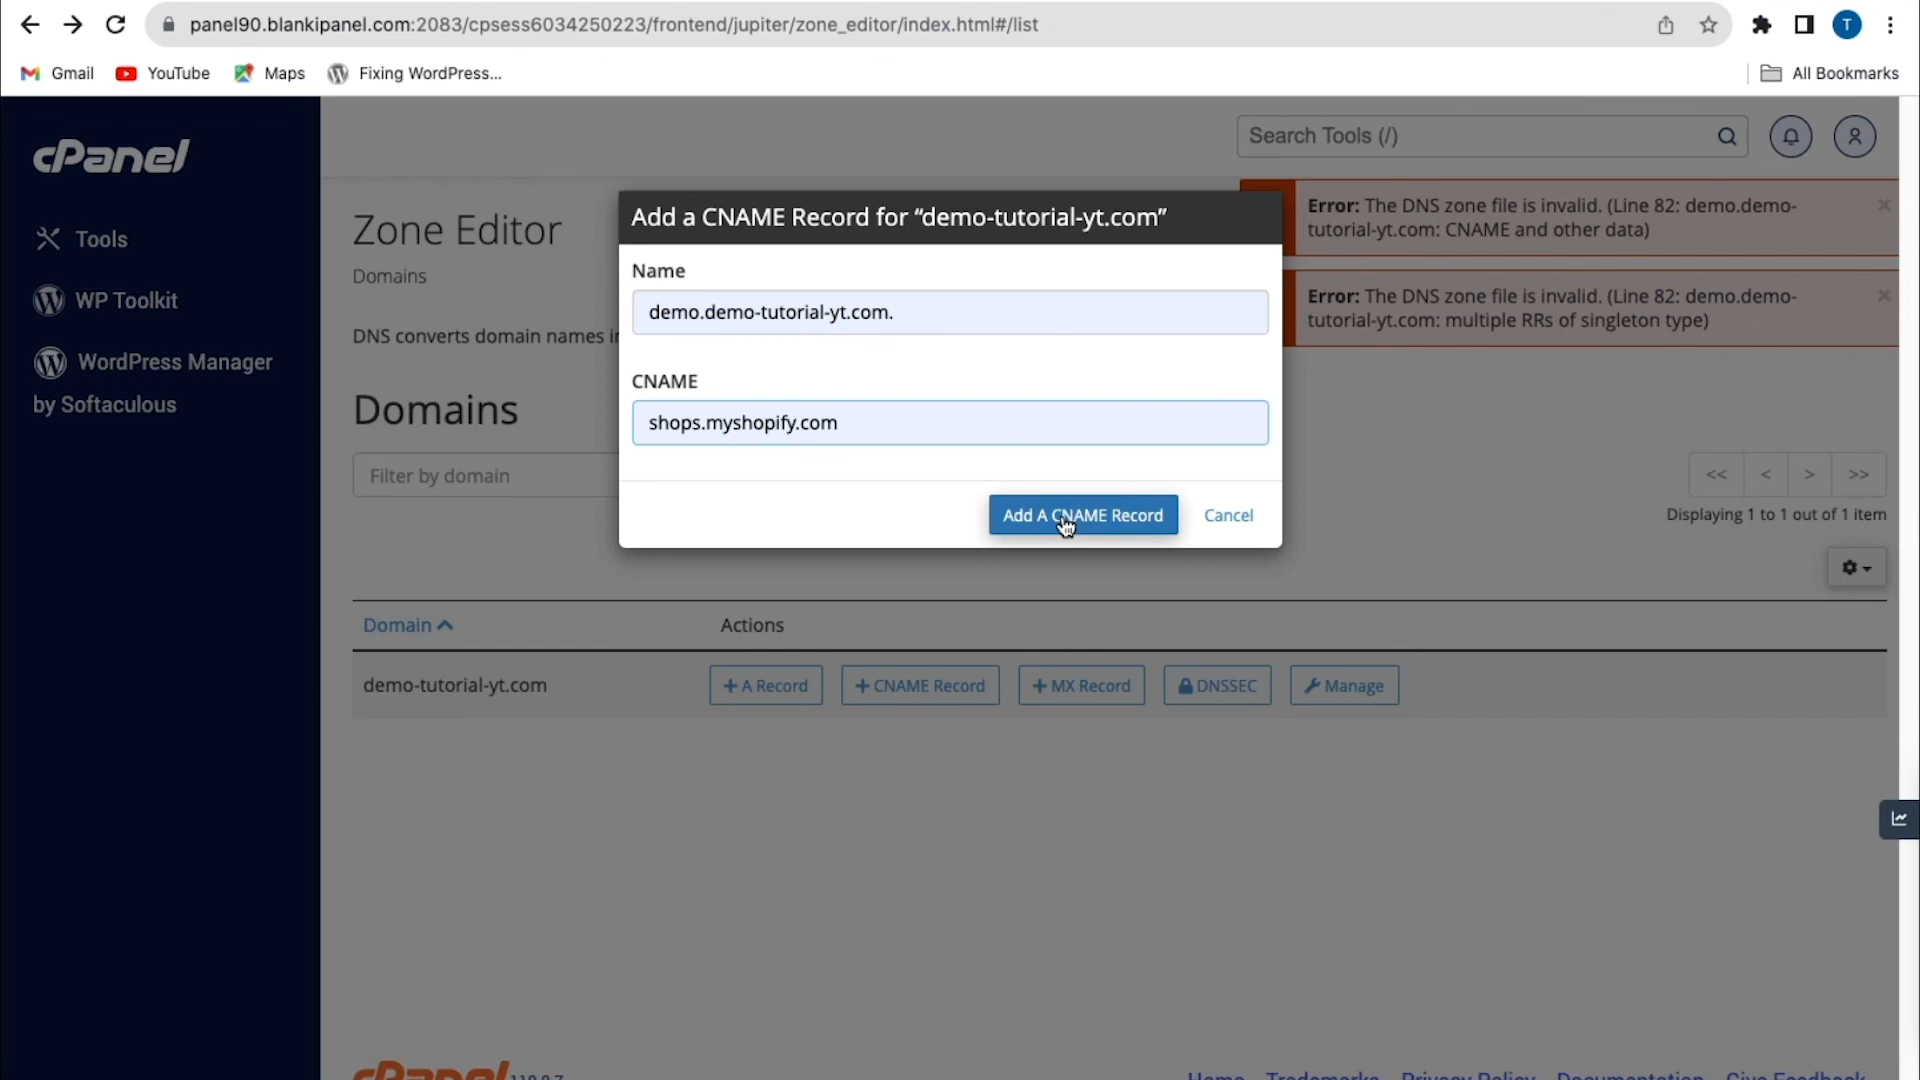 panel90.blankipanel.com:2083/cpsess6034250223/frontend/jupiter/zone_editor/index.html#/list
T
Gmail
YouTube
Maps
Fixing WordPress...
All Bookmarks
cPanel
Search Tools (/)
Tools
WP Toolkit
WordPress Manager
by Softaculous
Zone Editor
Domains
DNS converts domain names
Error: The DNS zone file is invalid. (Line 82: demo.demo-
tutorial-yt.com: CNAME and other data)
×
Error: The DNS zone file is invalid. (Line 82: demo.demo-
tutorial-yt.com: multiple RRs of singleton type)
×
Add a CNAME Record for “demo-tutorial-yt.com”
Name
demo.demo-tutorial-yt.com.
CNAME
shops.myshopify.com
Add A CNAME Record
Cancel
Domains
Filter by domain
<< < > >>
Displaying 1 to 1 out of 1 item
Domain
Actions
demo-tutorial-yt.com
+ A Record
+ CNAME Record
+ MX Record
DNSSEC
Manage
cPanel
Home Trademarks Privacy Policy Documentation Give Feedback